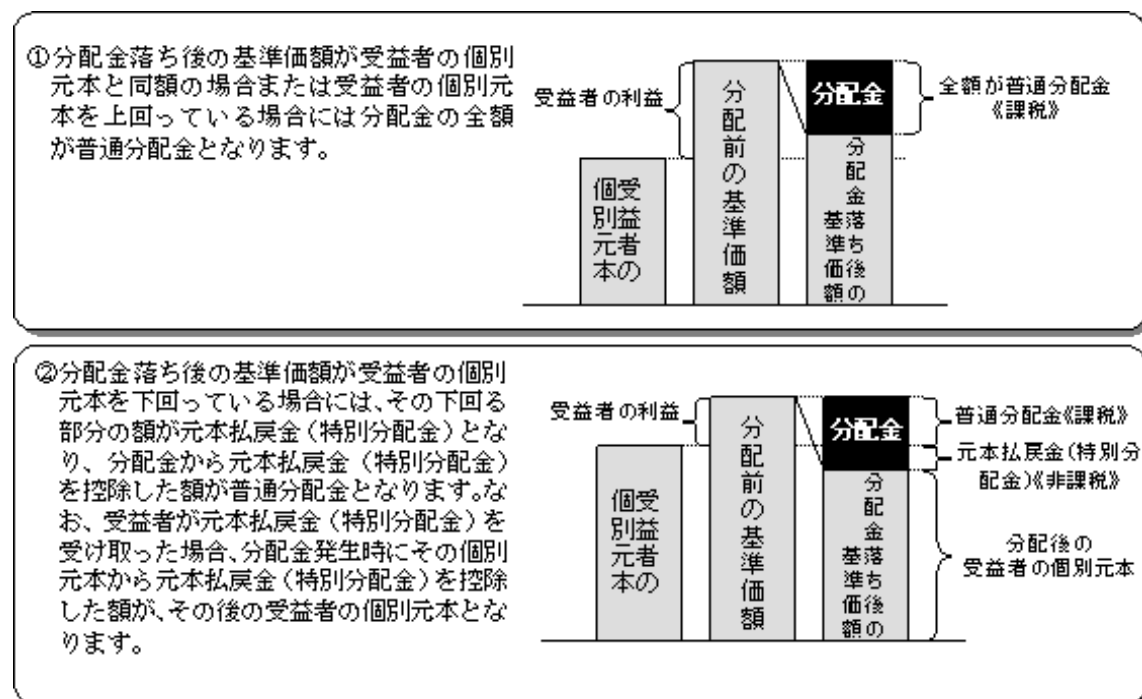 ①分配金落ち後の基準価額が受益者の個別
元本と同額の場合または受益者の個別元
本を上回っている場合には分配金の全額
が普通分配金となります。
受益者の利益
個別元本
受益者の
分配前の基準価額
分配金
分配金落ち後の
基準価額
全額が普通分配金
《課税》
②分配金落ち後の基準価額が受益者の個別
元本を下回っている場合には、その下回る
部分の額が元本払戻金（特別分配金）とな
り、分配金から元本払戻金（特別分配金）
を控除した額が普通分配金となります。な
お、受益者が元本払戻金（特別分配金）を
受け取った場合、分配金発生時にその個別
元本から元本払戻金（特別分配金）を控除
した額が、その後の受益者の個別元本とな
ります。
受益者の利益
受益者の
個別元本
分配前の基準価額
分配金
分配金落ち後の
基準価額
普通分配金《課税》
元本払戻金（特別分
配金）《非課税》
分配後の
受益者の個別元本